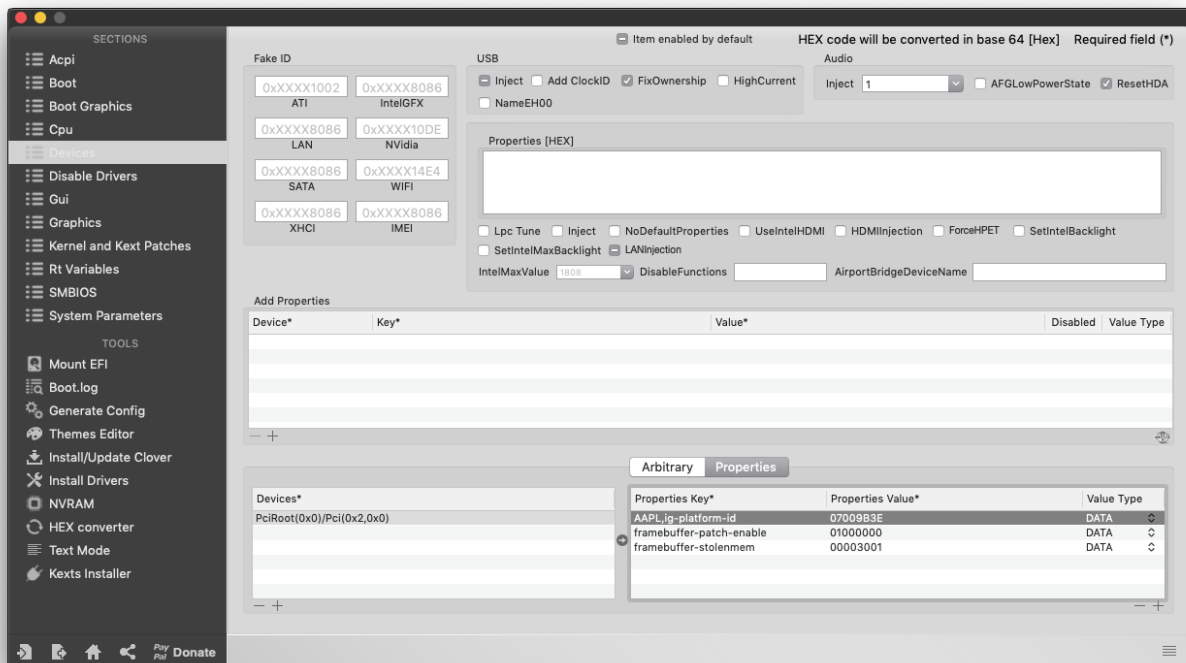 SECTIONS
Acpi
Boot
Boot Graphics
Cpu
Devices
Disable Drivers
Gui
Graphics
Kernel and Kext Patches
Rt Variables
SMBIOS
System Parameters
TOOLS
Mount EFI
Boot.log
Generate Config
Themes Editor
Install/Update Clover
Install Drivers
NVRAM
HEX converter
Text Mode
Kexts Installer
Pay Pal Donate
Item enabled by default HEX code will be converted in base 64 [Hex] Required field (*)
Fake ID
0xXXXX1002 0xXXXX8086
ATI IntelGFX
0xXXXX8086 0xXXXX10DE
LAN NVidia
0xXXXX8086 0xXXXX14E4
SATA WIFI
0xXXXX8086 0xXXXX8086
XHCI IMEI
USB
Inject Add ClockID FixOwnership HighCurrent
NameEH00
Audio
Inject 1 AFGLowPowerState ResetHDA
Properties [HEX]
Lpc Tune Inject NoDefaultProperties UseIntelHDMI HDMIInjection ForceHPET SetIntelBacklight
SetIntelMaxBacklight LANInjection
IntelMaxValue 1808 DisableFunctions AirportBridgeDeviceName
Add Properties
Device* Key* Value* Disabled Value Type
Arbitrary Properties
Devices*
PciRoot(0x0)/Pci(0x2,0x0)
Properties Key* Properties Value* Value Type
AAPL,ig-platform-id 07009B3E DATA
framebuffer-patch-enable 01000000 DATA
framebuffer-stolenmem 00003001 DATA